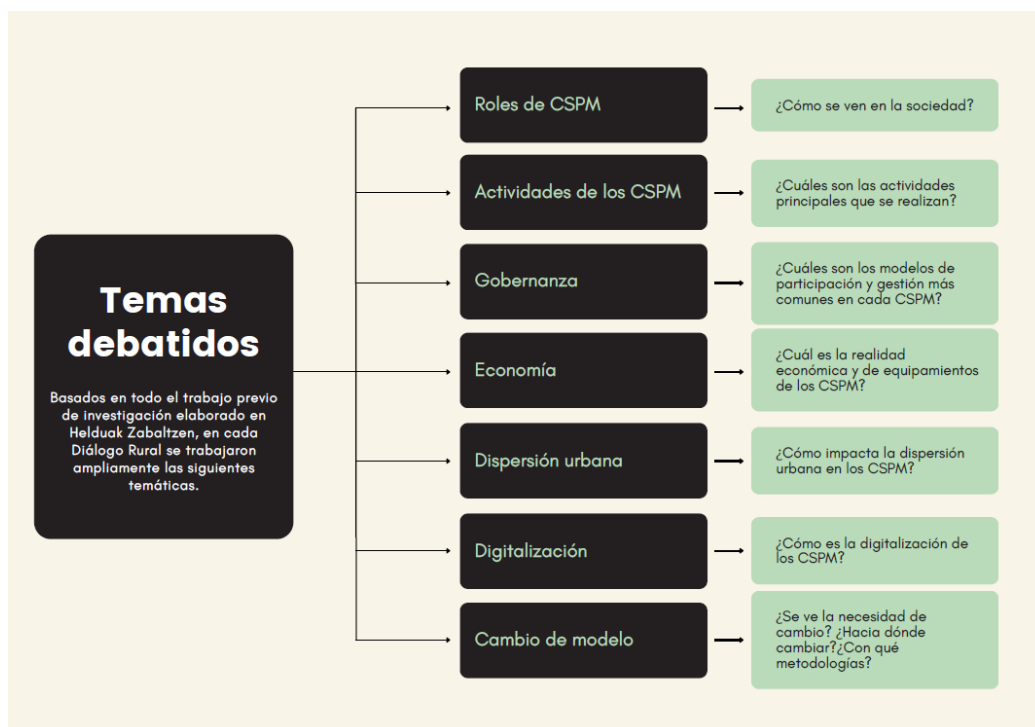 Temas
debatidos
Basados en todo el trabajo previo
de investigación elaborado en
Helduak Zabaltzen, en cada
Diálogo Rural se trabajaron
ampliamente las siguientes
temáticas.
Roles de CSPM
¿Cómo se ven en la sociedad?
Actividades de los CSPM
¿Cuáles son las actividades
principales que se realizan?
Gobernanza
¿Cuáles son los modelos de
participación y gestión más
comunes en cada CSPM?
Economía
¿Cuál es la realidad
económica y de equipamientos
de los CSPM?
Dispersión urbana
¿Cómo impacta la dispersión
urbana en los CSPM?
Digitalización
¿Cómo es la digitalización de
los CSPM?
Cambio de modelo
¿Se ve la necesidad de
cambio? ¿Hacia dónde
cambiar?¿Con qué
metodologías?